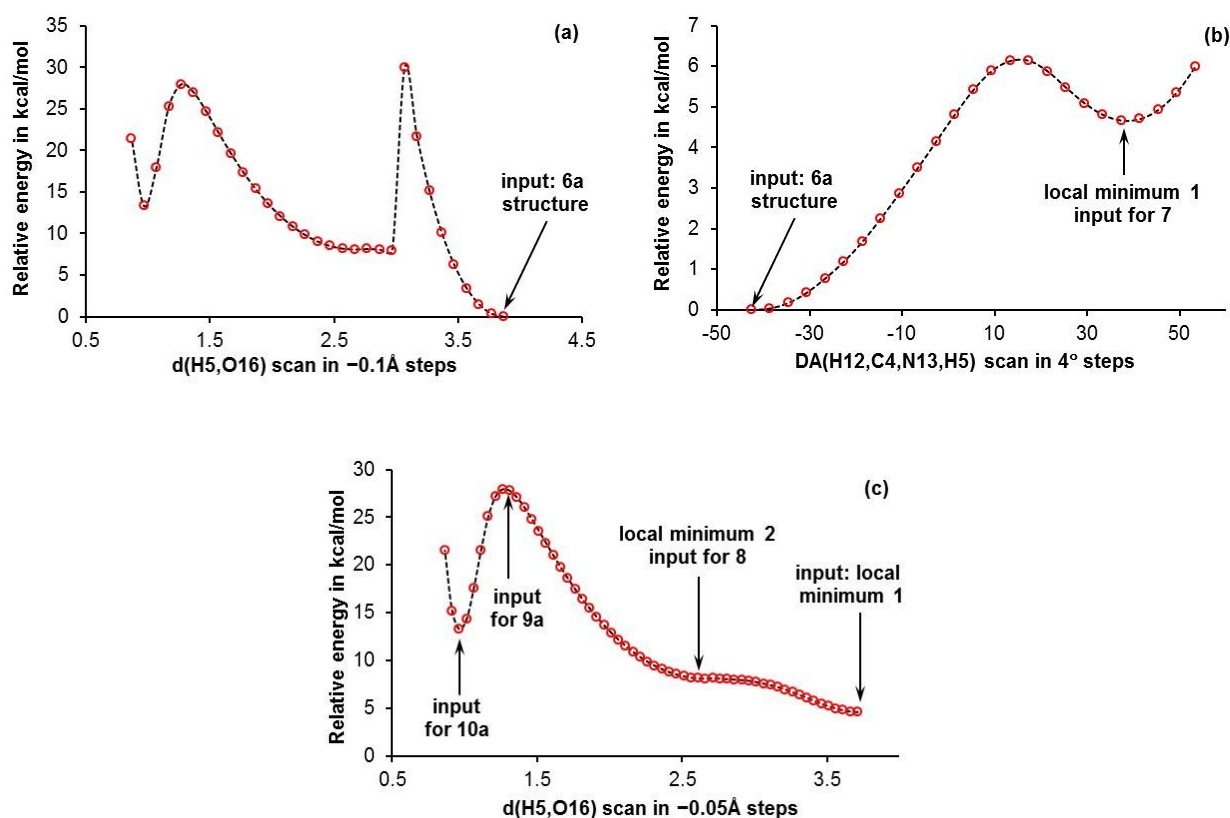 (a)
Relative energy in kcal/mol
35
30
25
20
15
10
5
0
input: 6a
structure
0.5
1.5
2.5
3.5
4.5
d(H5,O16) scan in −0.1Å steps
(b)
Relative energy in kcal/mol
7
6
5
4
3
2
1
0
input: 6a
structure
local minimum 1
input for 7
-50
-30
-10
10
30
50
DA(H12,C4,N13,H5) scan in 4° steps
(c)
Relative energy in kcal/mol
30
25
20
15
10
5
0
local minimum 2
input for 8
input: local
minimum 1
input
for 9a
input
for 10a
0.5
1.5
2.5
3.5
d(H5,O16) scan in −0.05Å steps